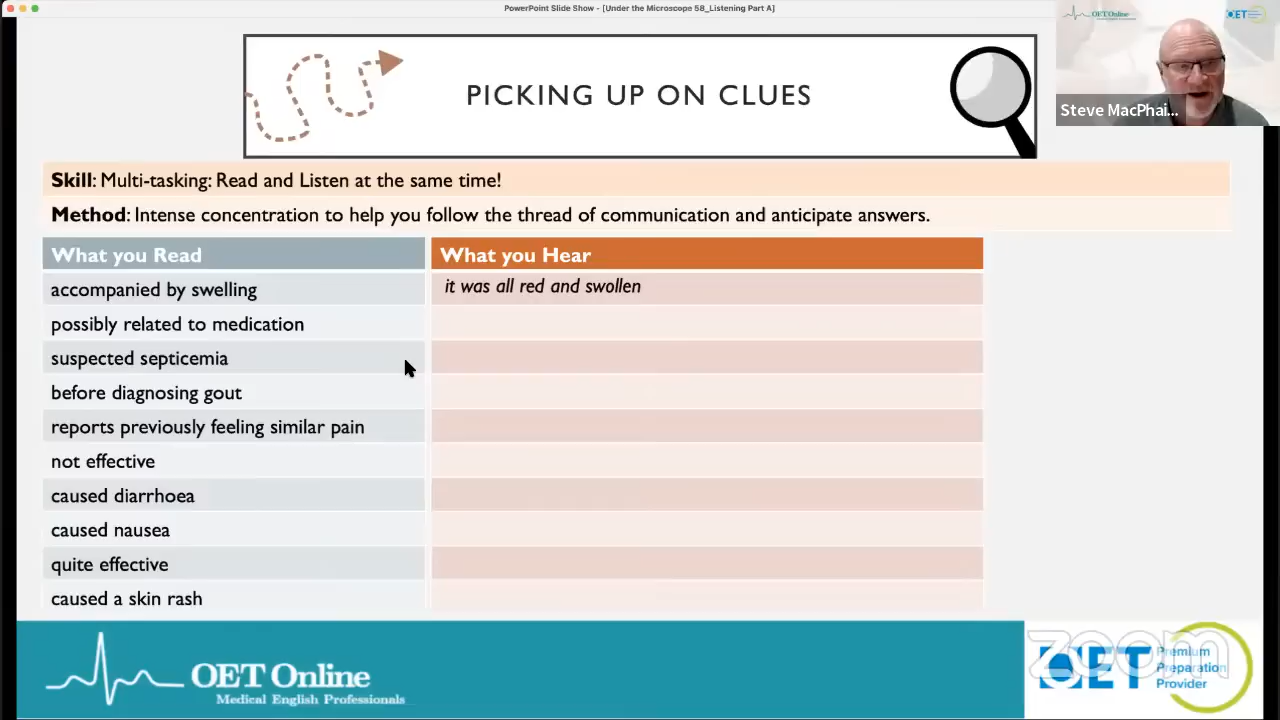 PowerPoint Slide Show - [Under the Microscope 58_Listening Part A]
OET Online
OET
PICKING UP ON CLUES
Steve MacPhai...
Skill: Multi-tasking: Read and Listen at the same time!
Method: Intense concentration to help you follow the thread of communication and anticipate answers.
What you Read
What you Hear
accompanied by swelling
it was all red and swollen
possibly related to medication
suspected septicemia
before diagnosing gout
reports previously feeling similar pain
not effective
caused diarrhoea
caused nausea
quite effective
caused a skin rash
OET Online
Medical English Professionals
zoom
OET
Premium
Preparation
Provider